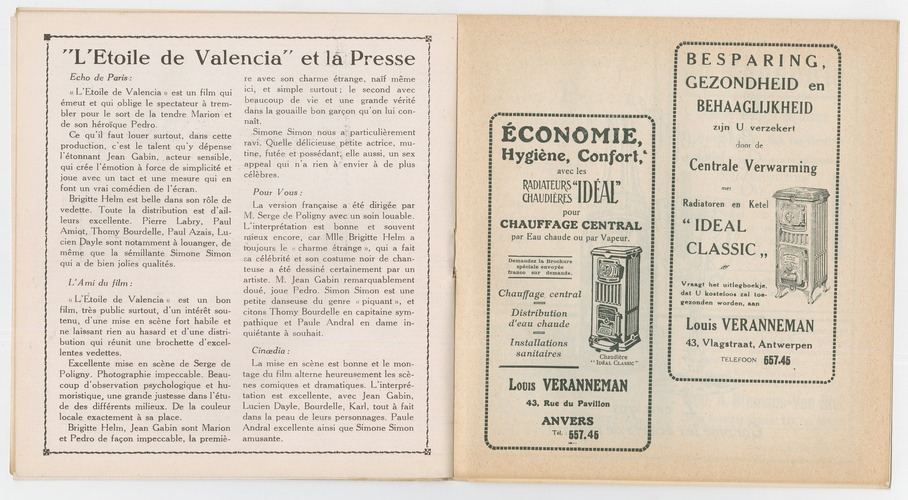 "L'Etoile de Valencia" et la Presse
Echo de Paris :
« L'Etoile de Valencia » est un film qui
émeut et qui oblige le spectateur à trem-
bler pour le sort de la tendre Marion et
de son héroïque Pedro.
Ce qu'il faut louer surtout, dans cette
production, c'est le talent qu'y dépense
l'étonnant Jean Gabin, acteur sensible,
qui crée l'émotion à force de simplicité et
joue avec un tact et une mesure qui en
font un vrai comédien de l'écran.
Brigitte Helm est belle dans son rôle de
vedette. Toute la distribution est d'ail-
leurs excellente. Pierre Labry, Paul
Amiot, Thomy Bourdelle, Paul Azais, Lu-
cien Dayle sont notamment à louanger, de
même que la sémillante Simone Simon
qui a de bien jolies qualités.
L'Ami du film :
« L'Etoile de Valencia » est un bon
film, très public surtout, d'un intérêt sou-
tenu, d'une mise en scène fort habile et
ne laissant rien au hasard et d'une distri-
bution qui réunit une brochette d'excel-
lentes vedettes.
Excellente mise en scène de Serge de
Poligny. Photographie impeccable. Beau-
coup d'observation psychologique et hu-
moristique, une grande justesse dans l'étu-
de des différents milieux. De la couleur
locale exactement à sa place.
Brigitte Helm, Jean Gabin sont Marion
et Pedro de façon impeccable, la premiè-
re avec son charme étrange, naïf même
ici, et simple surtout ; le second avec
beaucoup de vie et une grande vérité
dans la gouaille bon garçon qu'on lui con-
naît.
Simone Simon nous a particulièrement
ravi. Quelle délicieuse petite actrice, mu-
tine, futée et possédant, elle aussi, un sex
appeal qui n'a rien à envier à de plus
célèbres.
Pour Vous :
La version française a été dirigée par
M. Serge de Poligny avec un soin louable.
L'interprétation est bonne et souvent
mieux encore, car Mlle Brigitte Helm a
toujours le « charme étrange », qui a fait
sa célébrité et son costume noir de chan-
teuse a été dessiné certainement par un
artiste. M. Jean Gabin remarquablement
doué, joue Pedro. Simone Simon est une
petite danseuse du genre « piquant », et
citons Thomy Bourdelle en capitaine sym-
pathique et Paule Andral en dame in-
quiétante à souhait.
Cinœdia :
La mise en scène est bonne et le mon-
tage du film alterne heureusement les scè-
nes comiques et dramatiques. L'interpré-
tation est excellente, avec Jean Gabin,
Lucien Dayle, Bourdelle, Karl, tout à fait
dans la peau de leurs personnages. Paule
Andral excellente ainsi que Simone Simon
amusante.
ÉCONOMIE,
Hygiène, Confort,
avec les
RADIATEURS
CHAUDIÈRES "IDÉAL"
pour
CHAUFFAGE CENTRAL
par Eau chaude ou par Vapeur.
Demandez la Brochure
spéciale envoyée
franco sur demande.
Chauffage central
Distribution
d'eau chaude
Installations
sanitaires
Chaudière
"IDEAL CLASSIC"
LOUIS VERANNEMAN
43, Rue du Pavillon
ANVERS
Tél. 557.45
BESPARING,
GEZONDHEID en
BEHAAGLIJKHEID
zijn U verzekert
door de
Centrale Verwarming
met
Radiatoren en Ketel
" IDEAL
CLASSIC „
Vraagt het uitlegboekje,
dat U kosteloos zal toe-
gezonden worden, aan
Louis VERANNEMAN
43, Vlagstraat, Antwerpen
TELEFOON 557.45